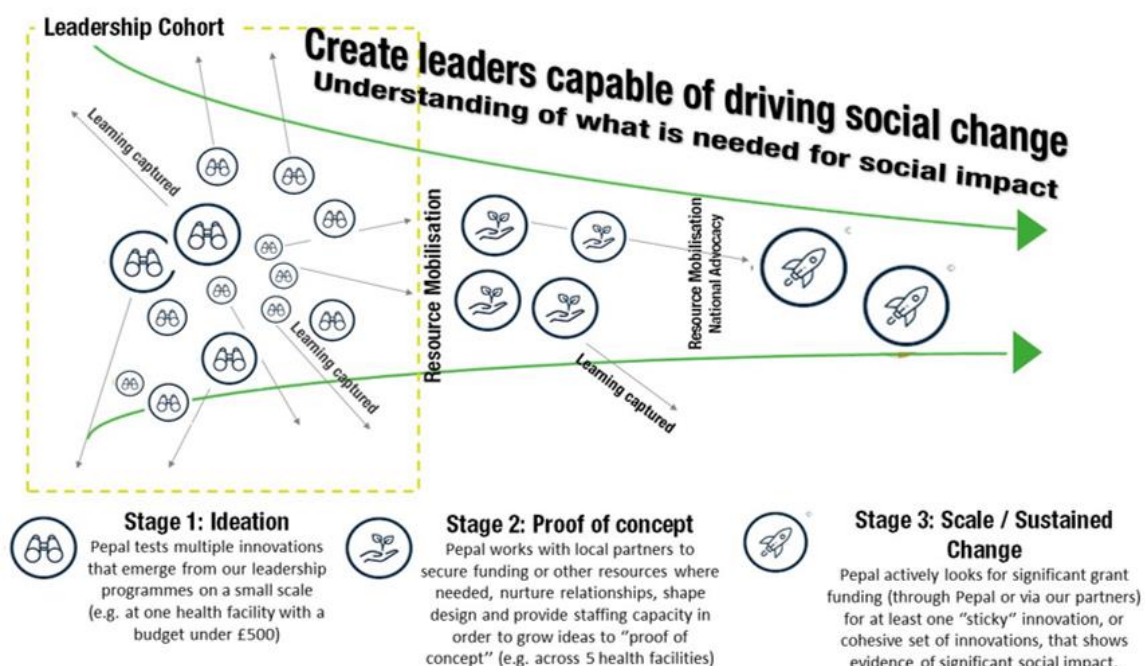 Leadership Cohort
Create leaders capable of driving social change
Understanding of what is needed for social impact
Learning captured
Learning captured
Resource Mobilisation
Learning captured
Resource Mobilisation
National Advocacy
©
©
Stage 1: Ideation
Pepal tests multiple innovations
that emerge from our leadership
programmes on a small scale
(e.g. at one health facility with a
budget under £500)
Stage 2: Proof of concept
Pepal works with local partners to
secure funding or other resources where
needed, nurture relationships, shape
design and provide staffing capacity in
order to grow ideas to “proof of
concept” (e.g. across 5 health facilities)
©
Stage 3: Scale / Sustained
Change
Pepal actively looks for significant grant
funding (through Pepal or via our partners)
for at least one “sticky” innovation, or
cohesive set of innovations, that shows
evidence of significant social impact.